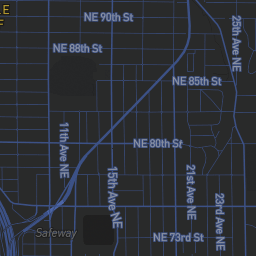 LE
NE 90th St
25th Ave NE
NE 88th St
NE 85th St
11th Ave NE
NE 80th St
15th Ave NE
21st Ave NE
23rd Ave NE
Safeway
NE 73rd St